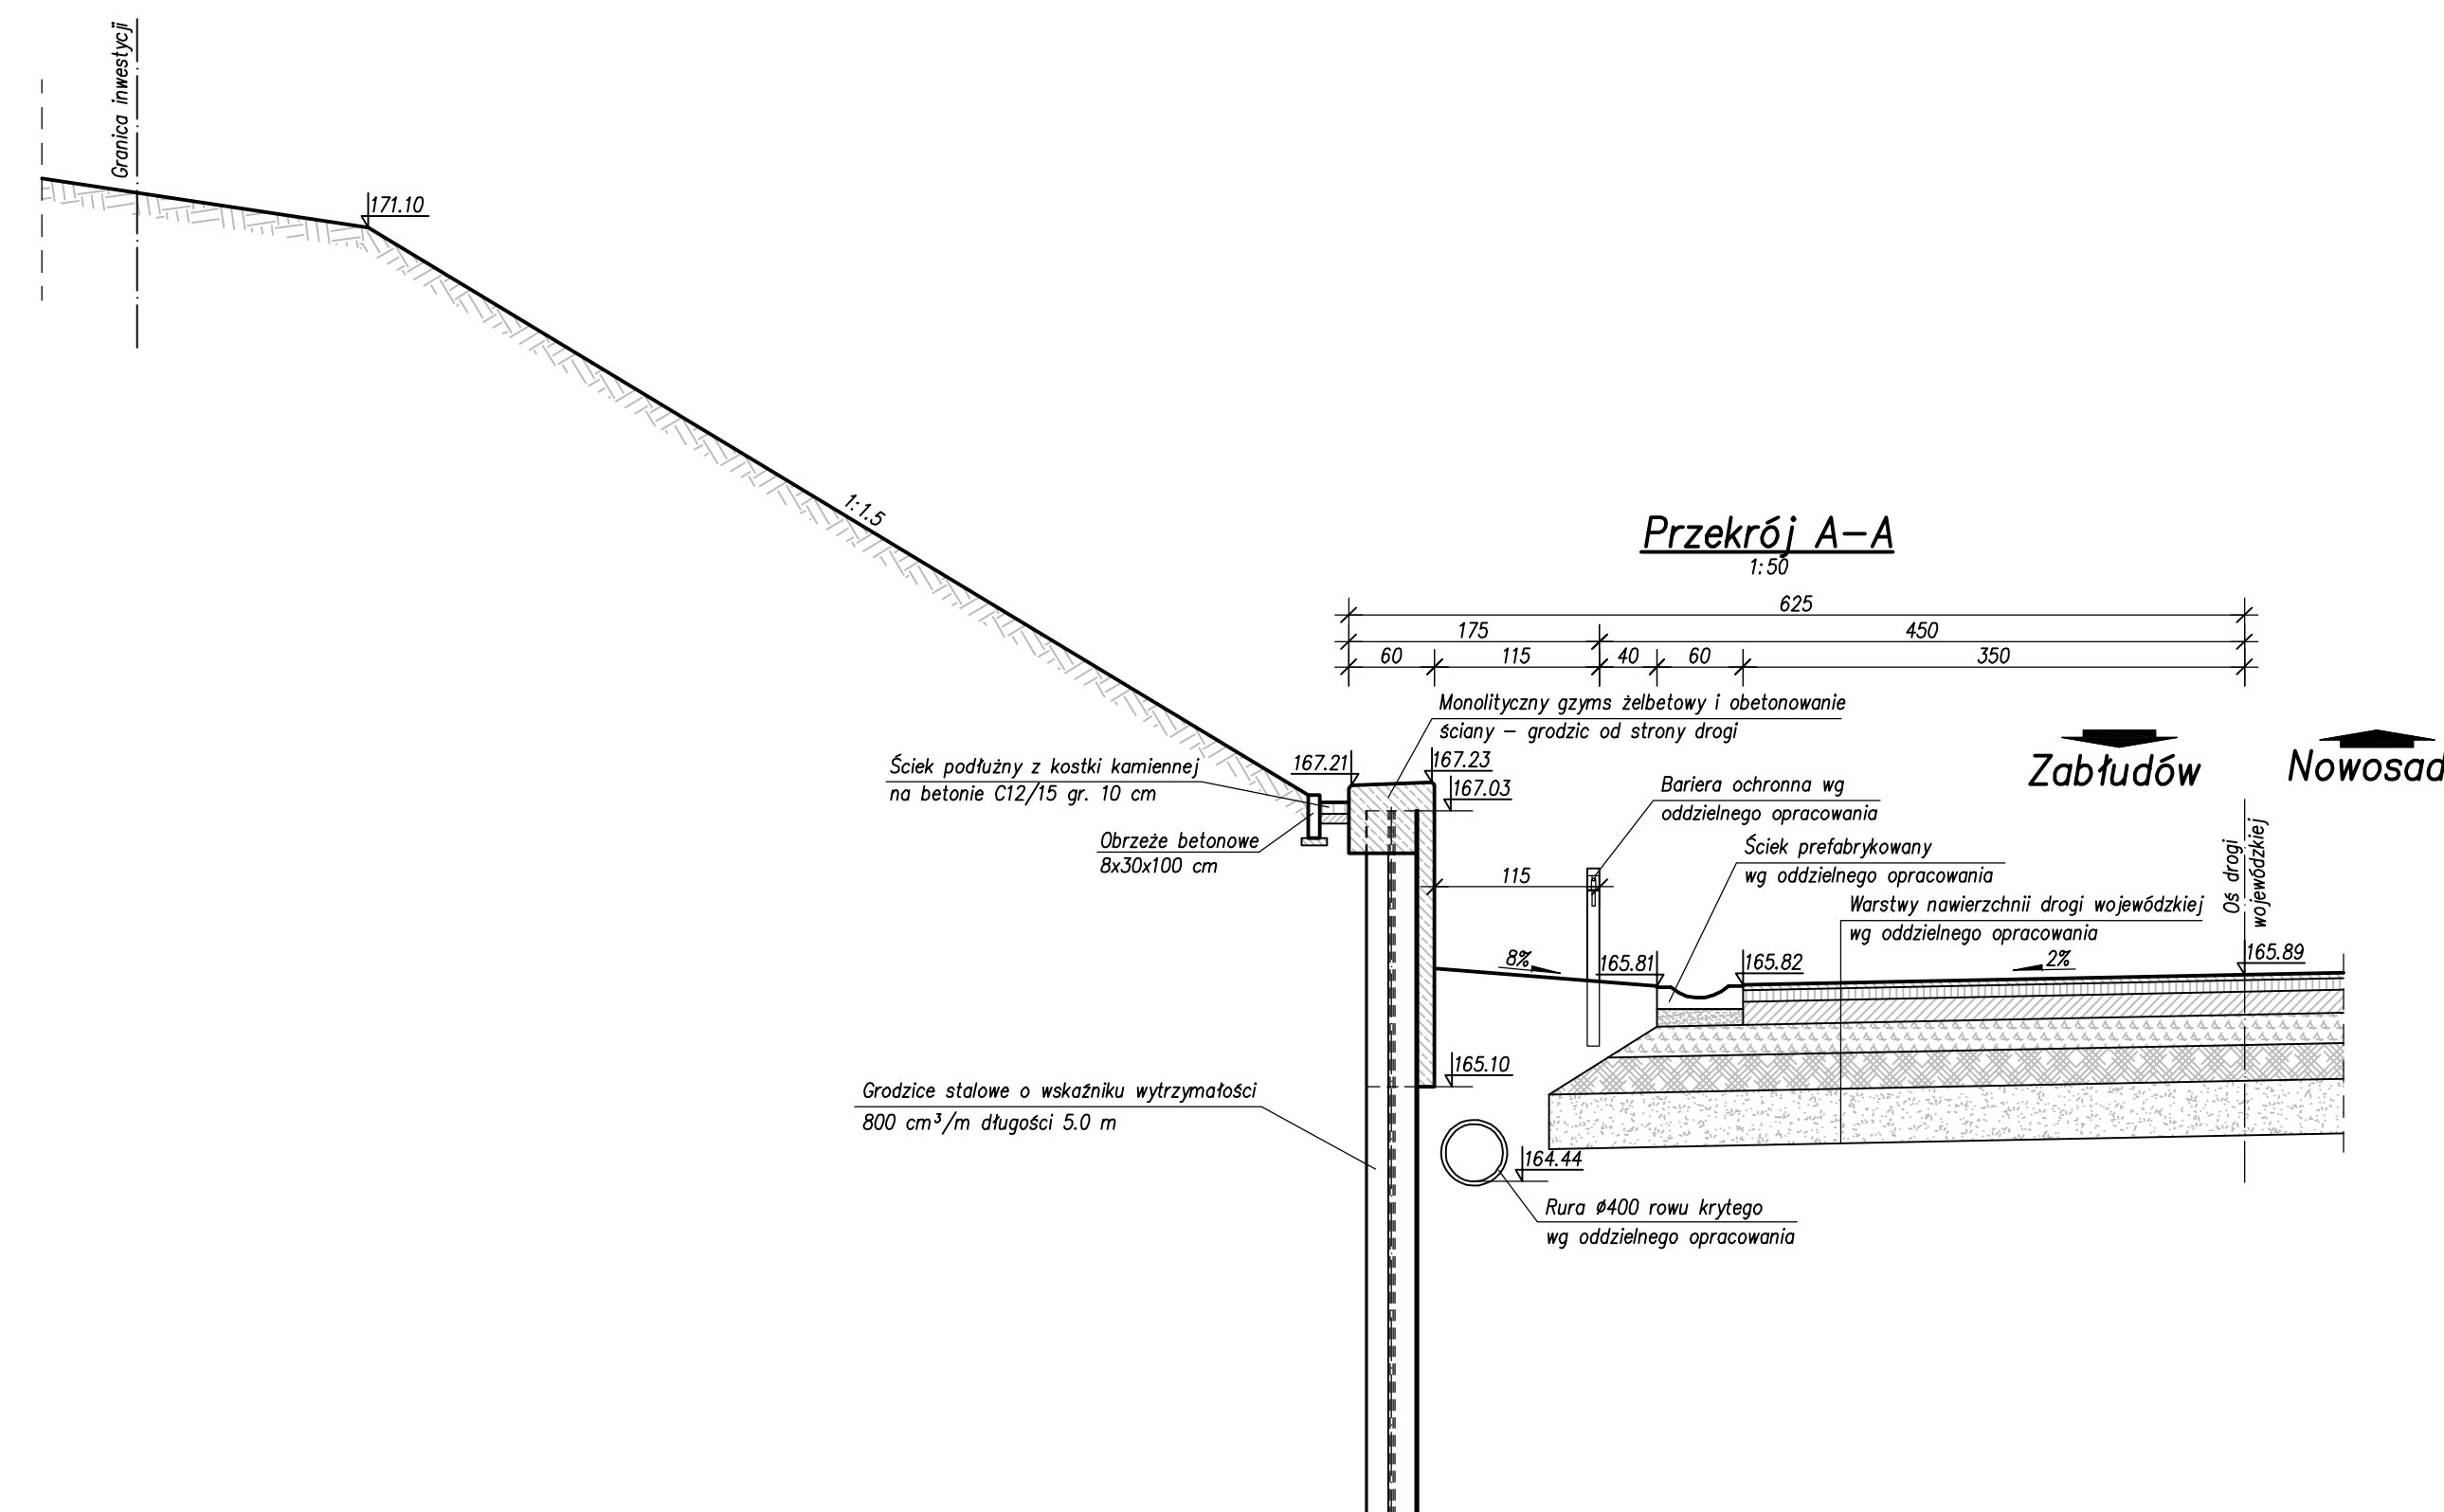 Granica inwestycji
171.10
1:1.5
Przekrój A-A
1:50
625
175
450
60
115
40
60
350
Monolityczny gzyms żelbetowy i obetonowanie
ściany - grodzic od strony drogi
Ściek podłużny z kostki kamiennej
na betonie C12/15 gr. 10 cm
167.21
167.23
167.03
Zabłudów
Nowosad
Obrzeże betonowe
8x30x100 cm
Bariera ochronna wg
oddzielnego opracowania
Ściek prefabrykowany
wg oddzielnego opracowania
115
Warstwy nawierzchnii drogi wojewódzkiej
wg oddzielnego opracowania
Oś drogi
wojewódzkiej
8%
165.81
165.82
2%
165.89
165.10
Grodzice stalowe o wskaźniku wytrzymałości
800 cm³/m długości 5.0 m
164.44
Rura ø400 rowu krytego
wg oddzielnego opracowania